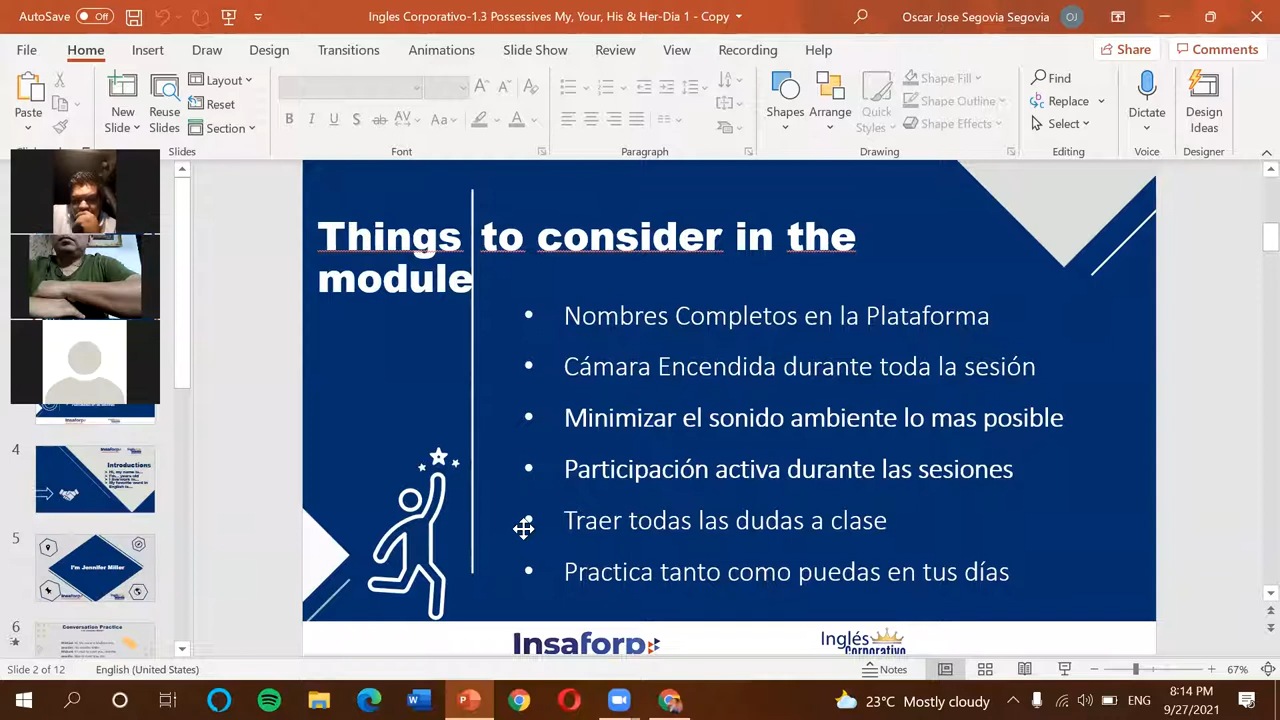 AutoSave Off Ingles Corporativo-1.3 Possessives My, Your, His & Her-Dia 1 - Copy Oscar Jose Segovia Segovia OJ
File Home Insert Draw Design Transitions Animations Slide Show Review View Recording Help Share Comments
Paste New Slide Reuse Slides Layout Reset Section
Shapes Arrange Quick Styles Shape Fill Shape Outline Shape Effects
Find Replace Select Dictate Design Ideas
Slides Font Paragraph Drawing Editing Voice Designer
Things to consider in the
module
• Nombres Completos en la Plataforma
• Cámara Encendida durante toda la sesión
• Minimizar el sonido ambiente lo mas posible
• Participación activa durante las sesiones
• Traer todas las dudas a clase
• Practica tanto como puedas en tus días
Insaforp Inglés Corporativo
4
Introductions
5
I'm Jennifer Miller
6
Conversation Practice
Slide 2 of 12 English (United States) Notes 67%
23°C Mostly cloudy ENG 8:14 PM
9/27/2021